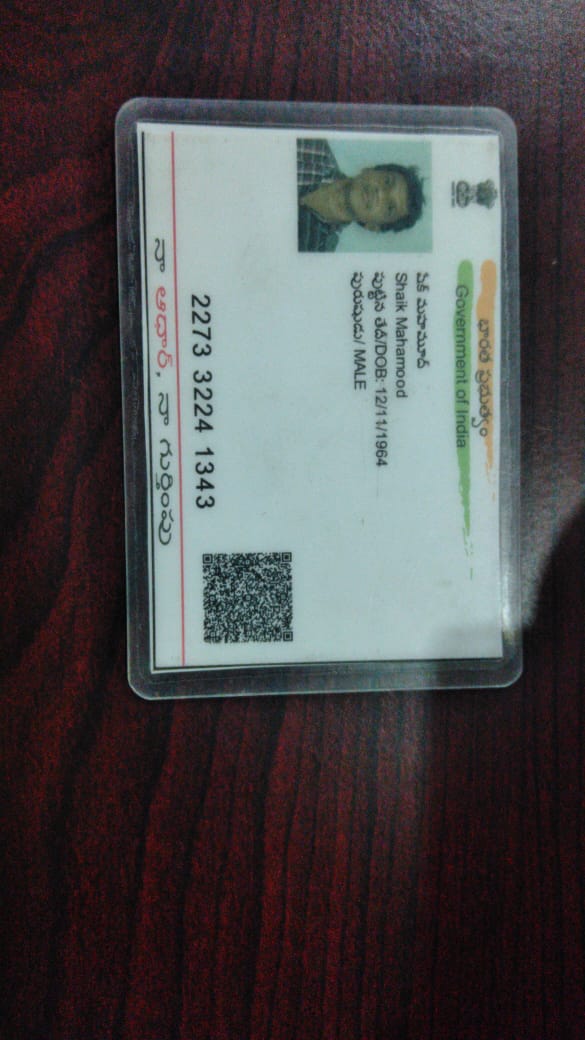 భారత ప్రభుత్వం
Government of India
షేక్ మహమూద్
Shaik Mahamood
పుట్టిన తేదీ/DOB: 12/11/1964
పురుషుడు/ MALE
2273 3224 1343
నా ఆధార్, నా గుర్తింపు